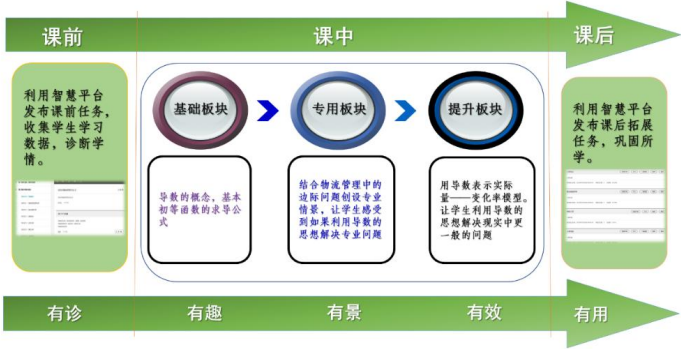 课前
课中
课后
利用智慧平台
发布课前任务，
收集学生学习
数据，诊断学
情。
基础板块
专用板块
提升板块
导数的概念，基本
初等函数的求导公
式
结合物流管理中的
边际问题创设专业
情景，让学生感受
到如果利用导数的
思想解决专业问题
用导数表示实际
量——变化率模型。
让学生利用导数的
思想解决现实中更
一般的问题
利用智慧平台
发布课后拓展
任务，巩固所
学。
有诊
有趣
有景
有效
有用